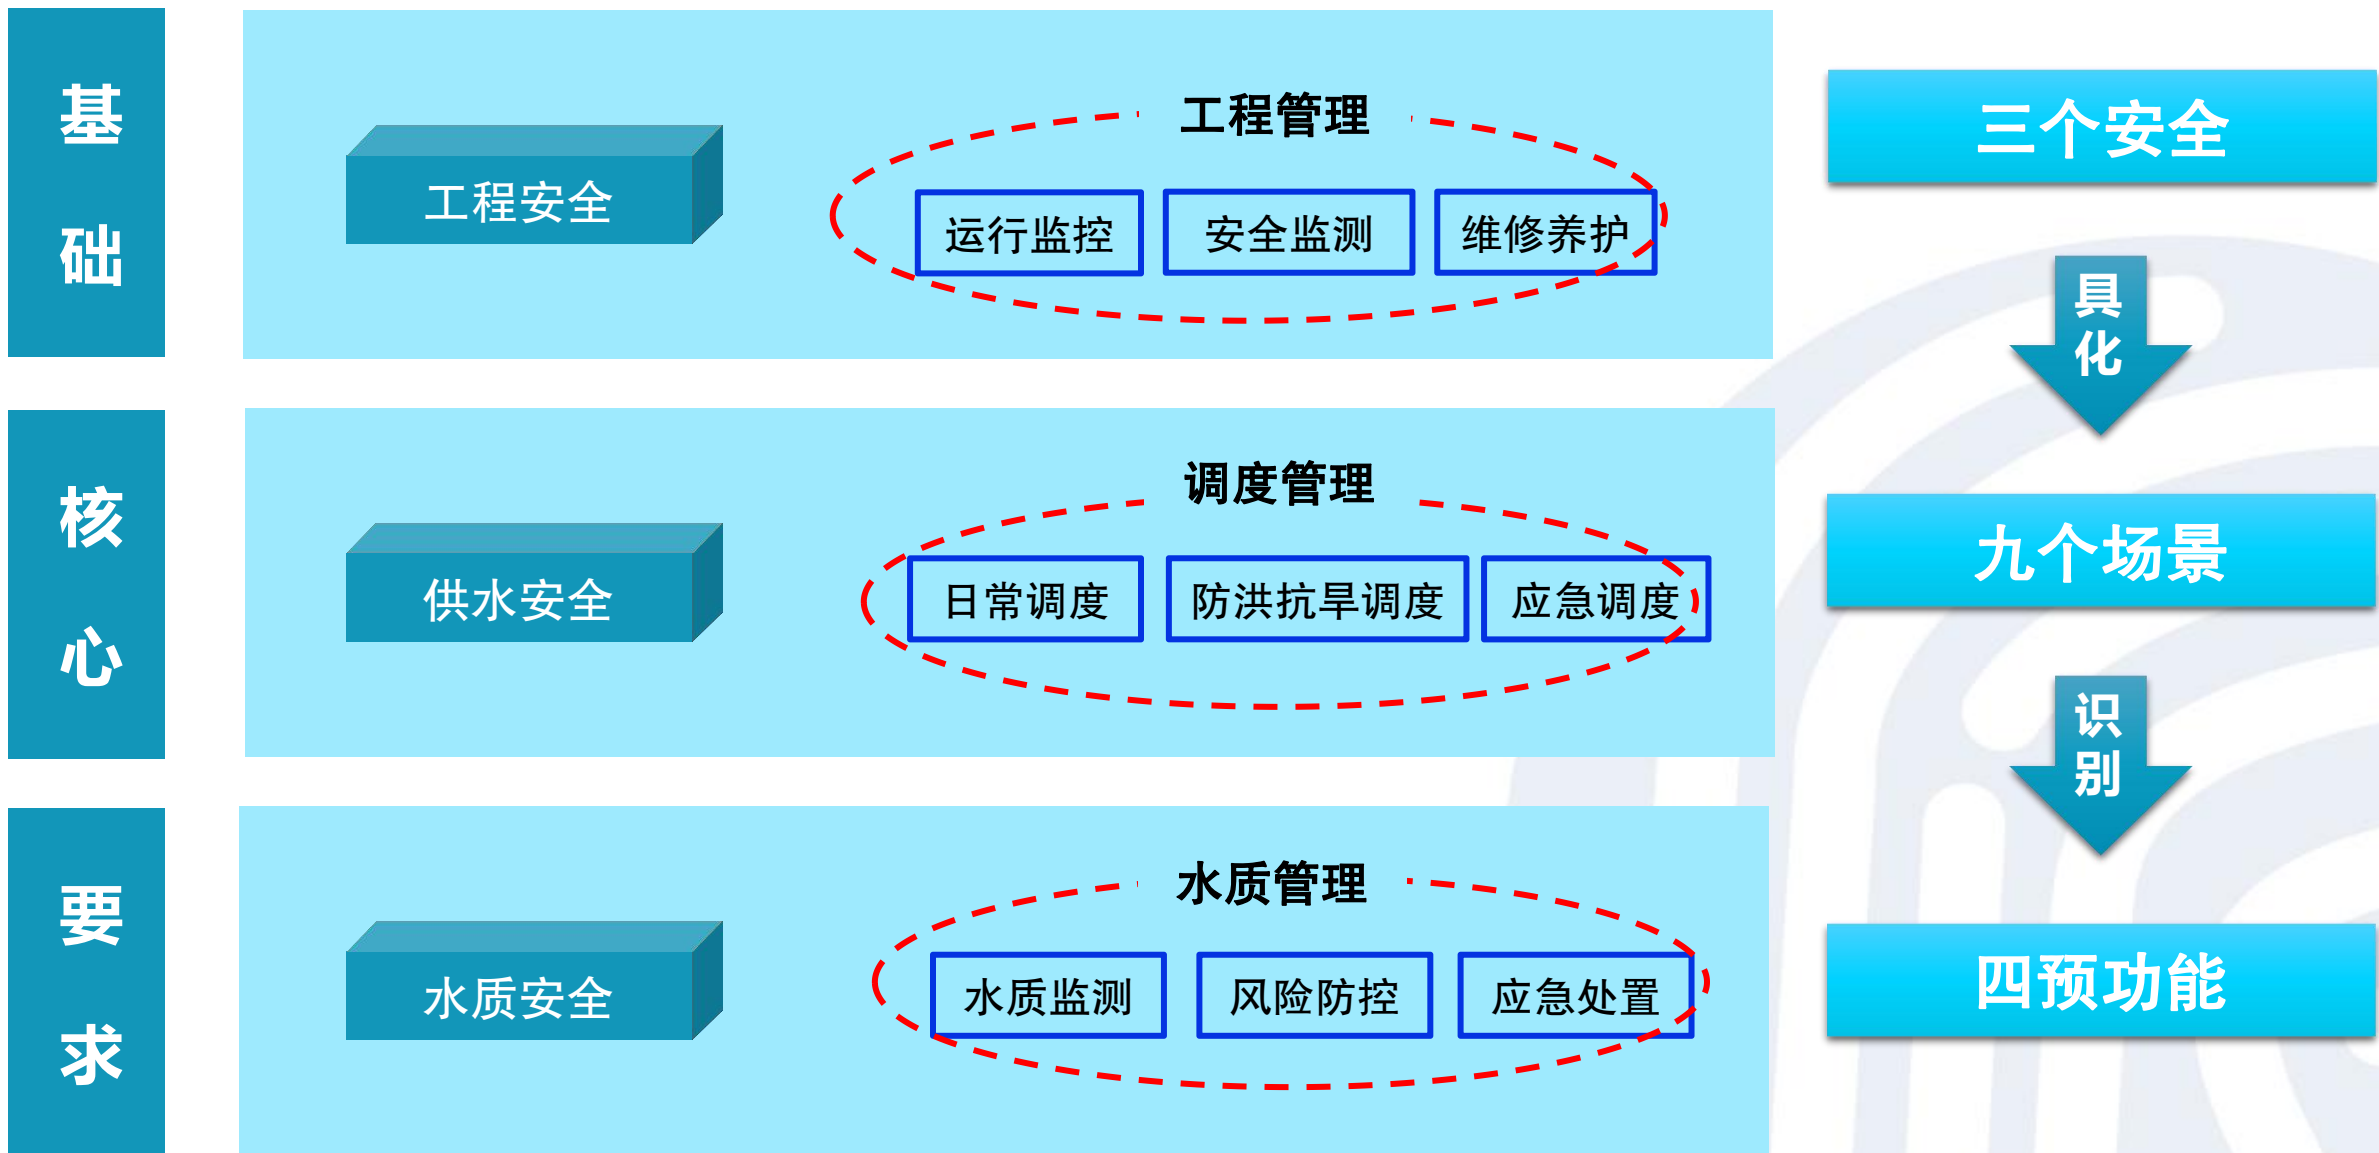 基础
工程安全
工程管理
运行监控
安全监测
维修养护
核心
供水安全
调度管理
日常调度
防洪抗旱调度
应急调度
要求
水质安全
水质管理
水质监测
风险防控
应急处置
三个安全
具化
九个场景
识别
四预功能